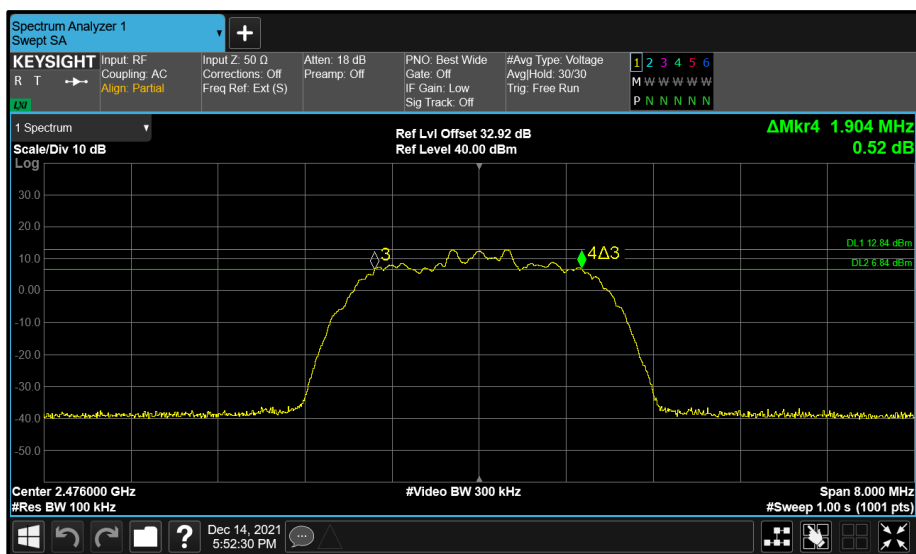 Spectrum Analyzer 1
Swept SA
+
KEYSIGHT
R T
LXI
Input: RF
Coupling: AC
Align: Partial
Input Z: 50 Ω
Corrections: Off
Freq Ref: Ext (S)
Atten: 18 dB
Preamp: Off
PNO: Best Wide
Gate: Off
IF Gain: Low
Sig Track: Off
#Avg Type: Voltage
Avg|Hold: 30/30
Trig: Free Run
1 2 3 4 5 6
M W W W W W
P N N N N N
1 Spectrum
Scale/Div 10 dB
Ref Lvl Offset 32.92 dB
Ref Level 40.00 dBm
ΔMkr4 1.904 MHz
0.52 dB
Log
30.0
20.0
10.0
0.00
-10.0
-20.0
-30.0
-40.0
-50.0
3
4Δ3
DL1 12.84 dBm
DL2 6.84 dBm
Center 2.476000 GHz
#Res BW 100 kHz
#Video BW 300 kHz
Span 8.000 MHz
#Sweep 1.00 s (1001 pts)
?
Dec 14, 2021
5:52:30 PM